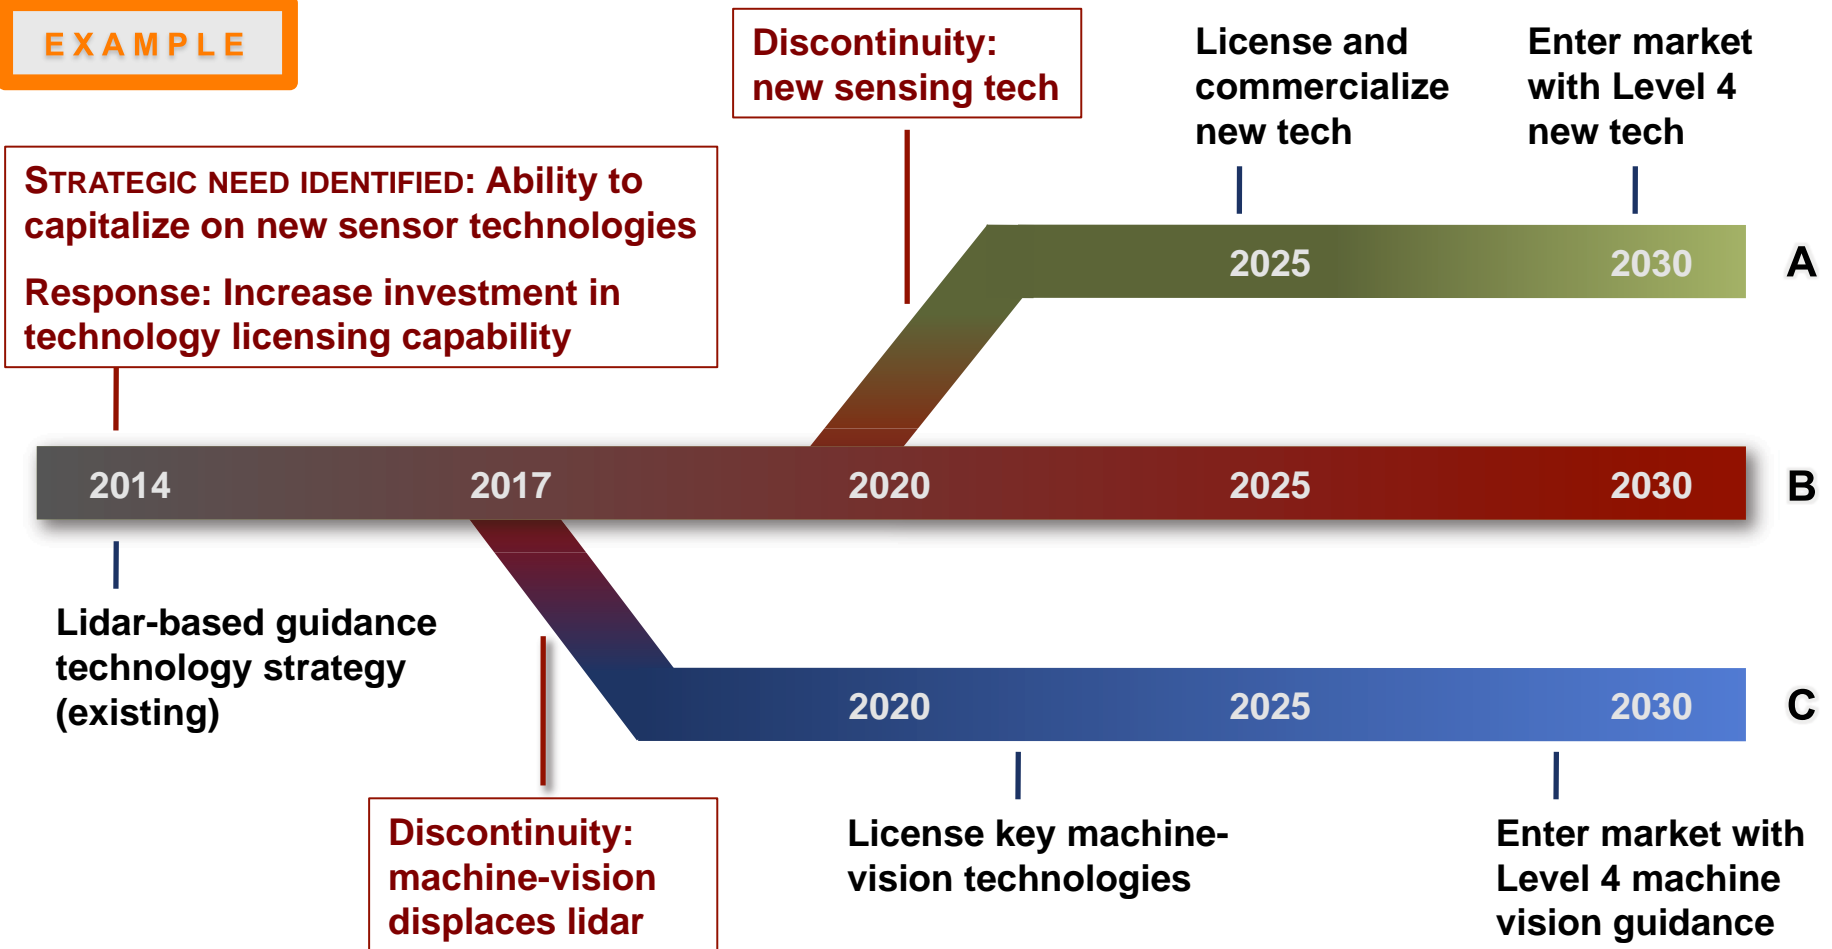 EXAMPLE
Discontinuity:
new sensing tech
License and
commercialize
new tech
Enter market
with Level 4
new tech
STRATEGIC NEED IDENTIFIED: Ability to
capitalize on new sensor technologies
Response: Increase investment in
technology licensing capability
2025
2030
A
2014
2017
2020
2025
2030
B
Lidar-based guidance
technology strategy
(existing)
2020
2025
2030
C
Discontinuity:
machine-vision
displaces lidar
License key machine-
vision technologies
Enter market with
Level 4 machine
vision guidance